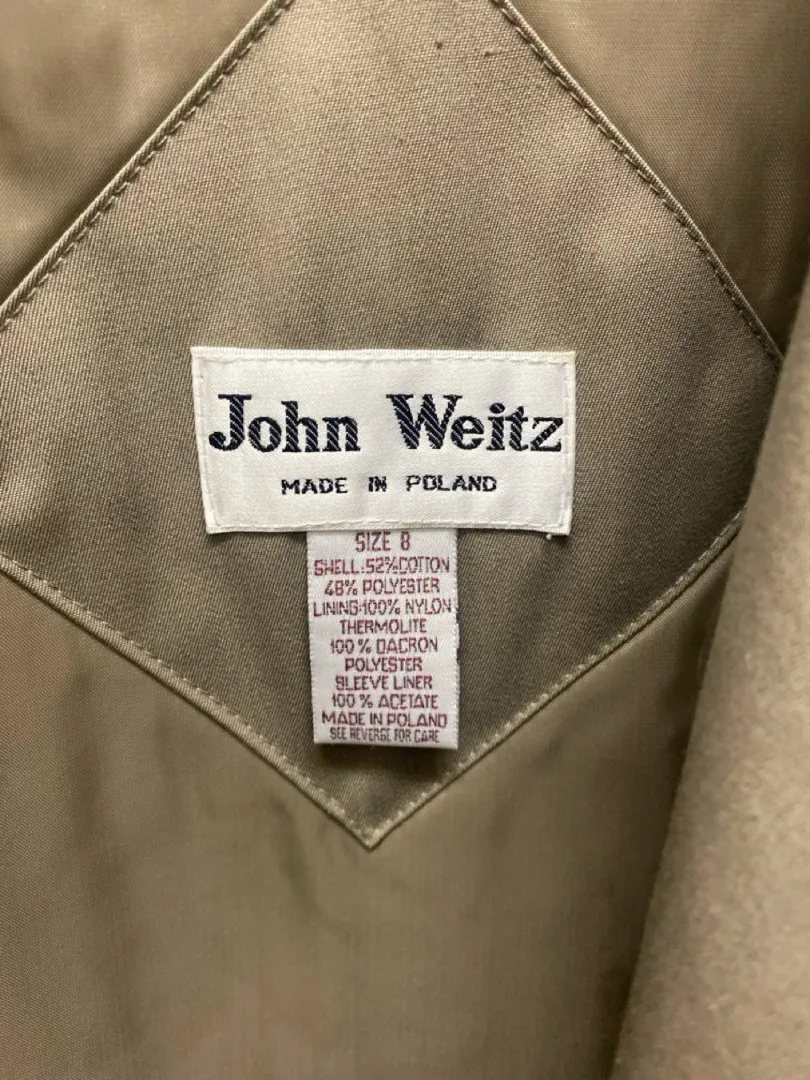 John Weitz
MADE IN POLAND
SIZE 8
SHELL:52%COTTON
48% POLYESTER
LINING:100% NYLON
THERMOLITE
100% DACRON
POLYESTER
SLEEVE LINER
100% ACETATE
MADE IN POLAND
SEE REVERSE FOR CARE